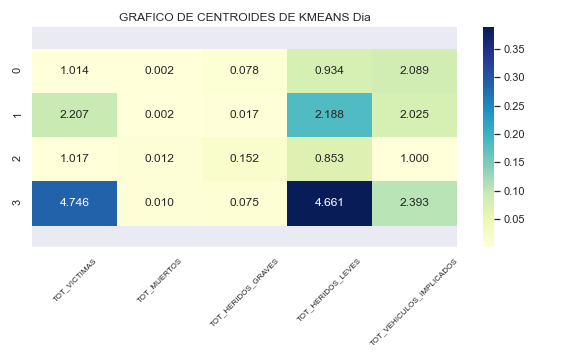 GRAFICO DE CENTROIDES DE KMEANS Dia
0 1.014 0.002 0.078 0.934 2.089
1 2.207 0.002 0.017 2.188 2.025
2 1.017 0.012 0.152 0.853 1.000
3 4.746 0.010 0.075 4.661 2.393
TOT_VICTIMAS TOT_MUERTOS TOT_HERIDOS_GRAVES TOT_HERIDOS_LEVES TOT_VEHICULOS_IMPLICADOS
0.35
0.30
0.25
0.20
0.15
0.10
0.05